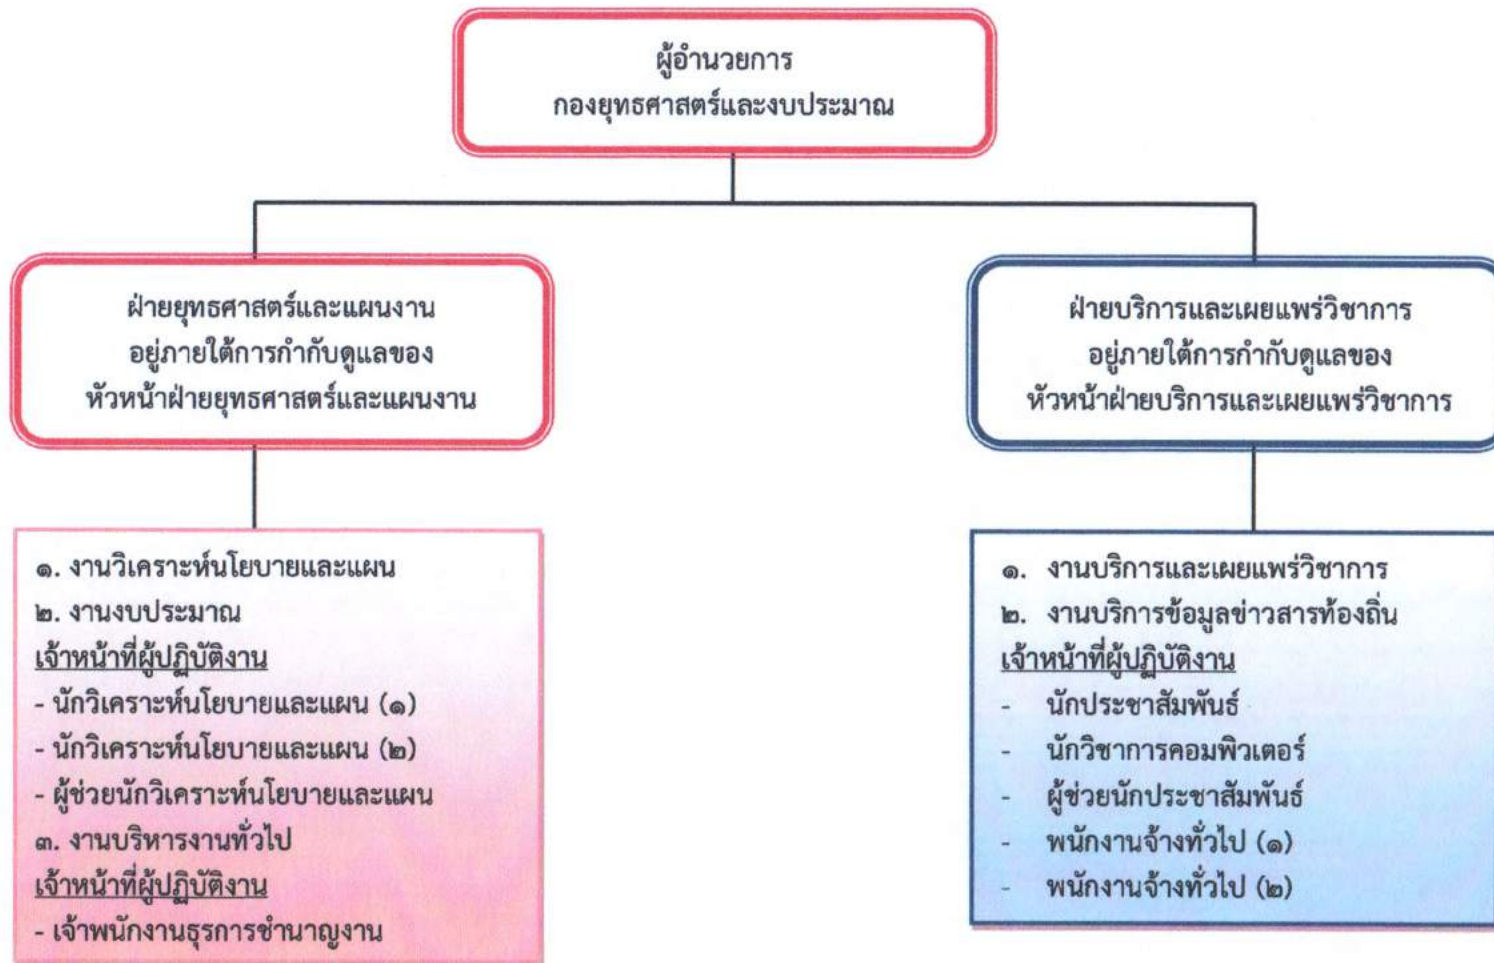 ผู้อำนวยการ
กองยุทธศาสตร์และงบประมาณ
ฝ่ายยุทธศาสตร์และแผนงาน
อยู่ภายใต้การกำกับดูแลของ
หัวหน้าฝ่ายยุทธศาสตร์และแผนงาน
ฝ่ายบริการและเผยแพร่วิชาการ
อยู่ภายใต้การกำกับดูแลของ
หัวหน้าฝ่ายบริการและเผยแพร่วิชาการ
๑. งานวิเคราะห์นโยบายและแผน
๒. งานงบประมาณ
เจ้าหน้าที่ผู้ปฏิบัติงาน
- นักวิเคราะห์นโยบายและแผน (๑)
- นักวิเคราะห์นโยบายและแผน (๒)
- ผู้ช่วยนักวิเคราะห์นโยบายและแผน
๓. งานบริหารงานทั่วไป
เจ้าหน้าที่ผู้ปฏิบัติงาน
- เจ้าพนักงานธุรการชำนาญงาน
๑. งานบริการและเผยแพร่วิชาการ
๒. งานบริการข้อมูลข่าวสารท้องถิ่น
เจ้าหน้าที่ผู้ปฏิบัติงาน
- นักประชาสัมพันธ์
- นักวิชาการคอมพิวเตอร์
- ผู้ช่วยนักประชาสัมพันธ์
- พนักงานจ้างทั่วไป (๑)
- พนักงานจ้างทั่วไป (๒)